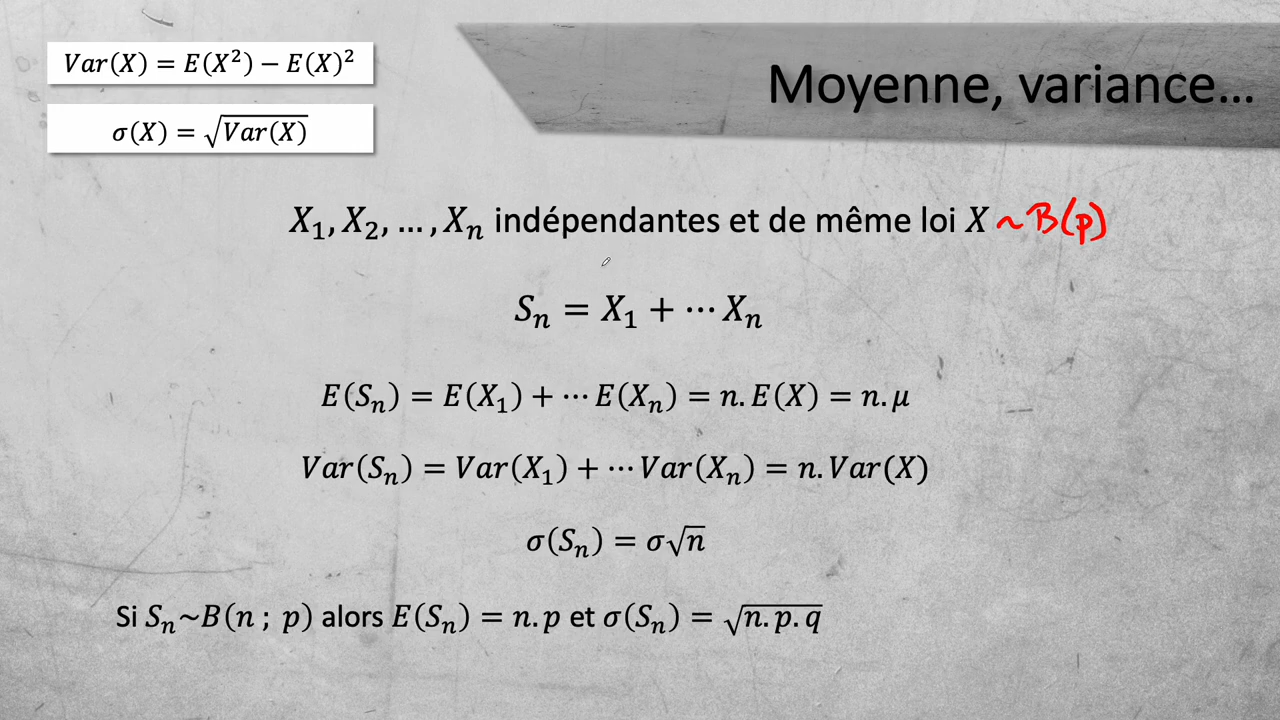 Var(X) = E(X²) − E(X)²
σ(X) = √Var(X)
Moyenne, variance…
X₁, X₂, … , Xₙ indépendantes et de même loi X ~ B(p)
Sₙ = X₁ + ⋯ Xₙ
E(Sₙ) = E(X₁) + ⋯ E(Xₙ) = n. E(X) = n. μ
Var(Sₙ) = Var(X₁) + ⋯ Var(Xₙ) = n. Var(X)
σ(Sₙ) = σ√n
Si Sₙ~B(n ; p) alors E(Sₙ) = n. p et σ(Sₙ) = √n. p. q